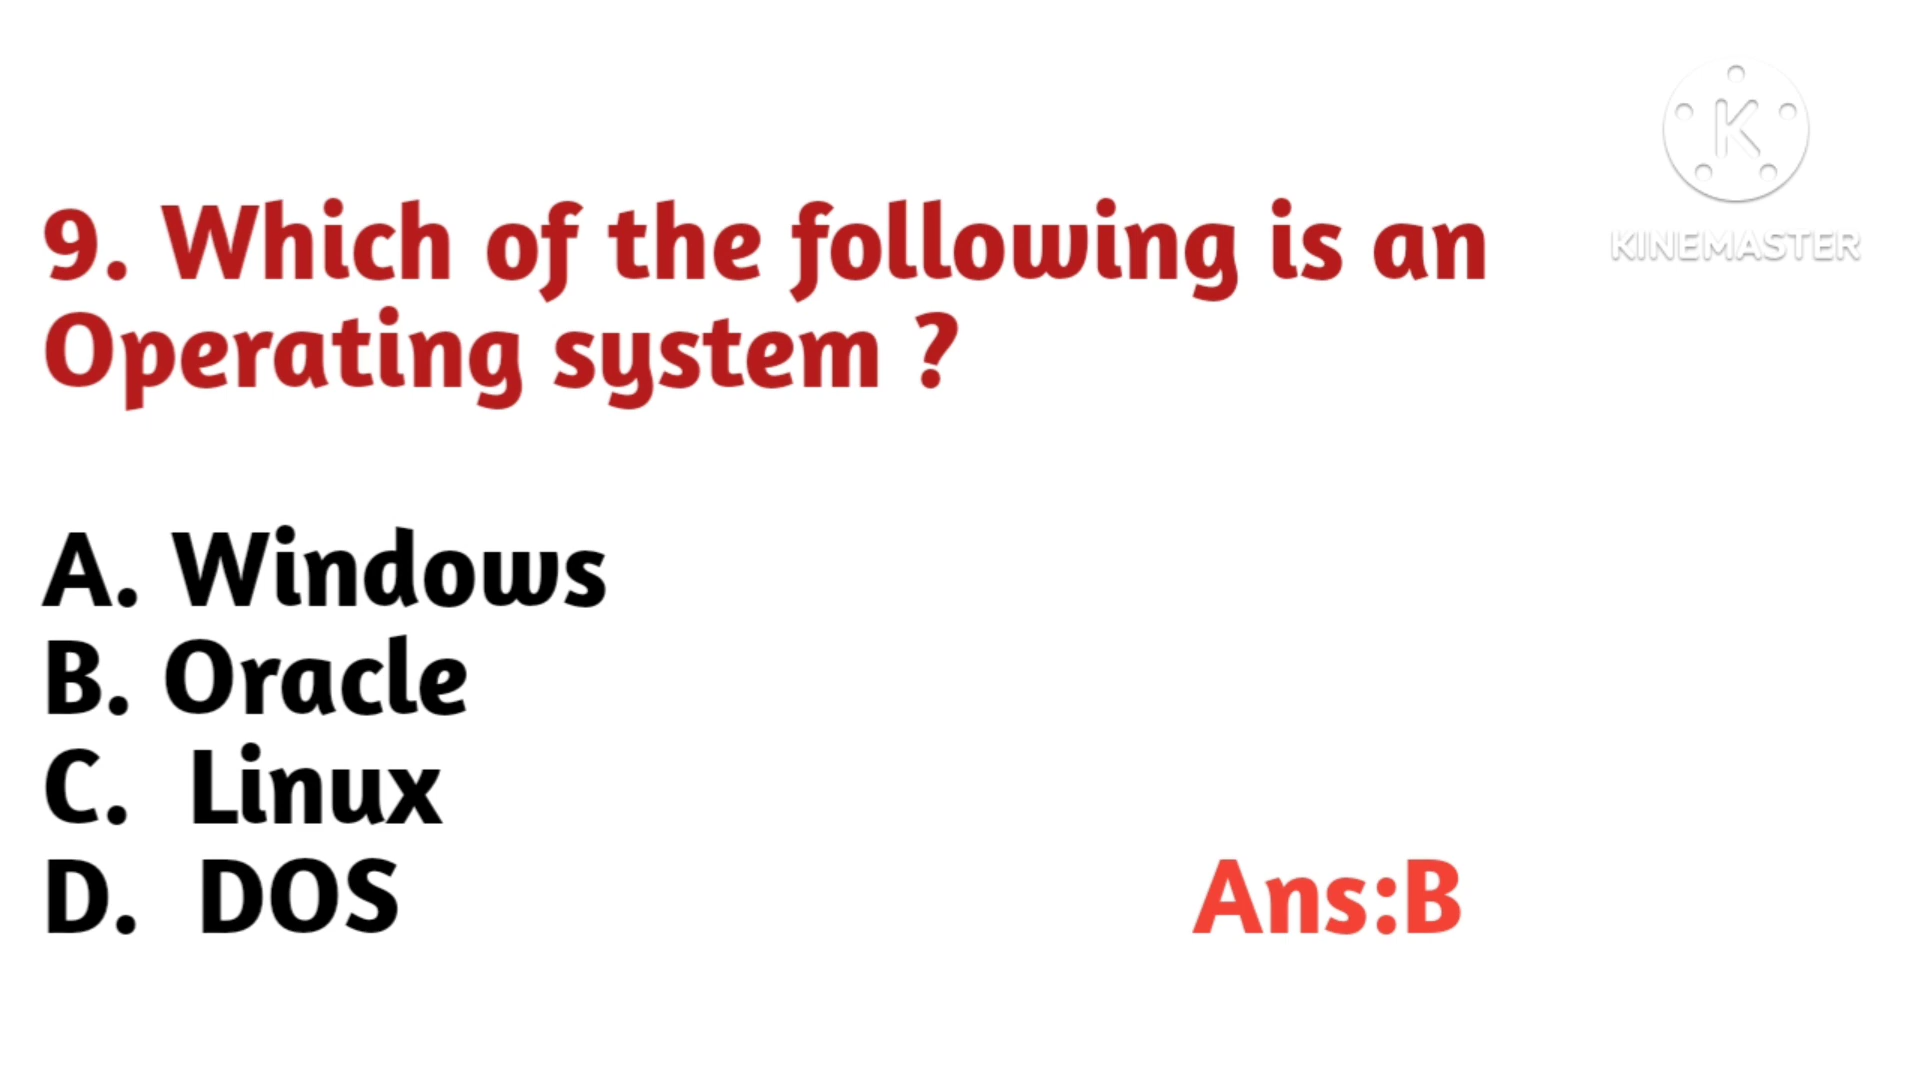 KINEMASTER
9. Which of the following is an
Operating system ?
A. Windows
B. Oracle
C. Linux
D. DOS
Ans:B